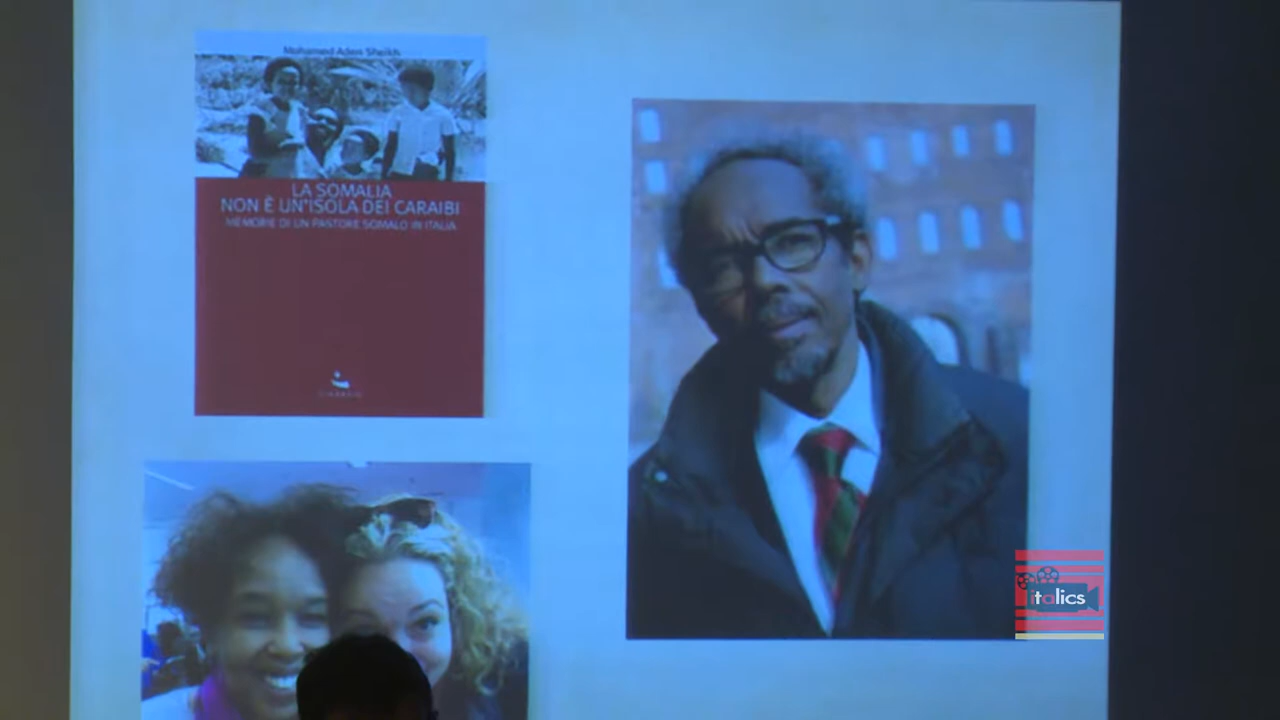 Mohamed Aden Sheikh
LA SOMALIA
NON È UN'ISOLA DEI CARAIBI
MEMORIE DI UN PASTORE SOMALO IN ITALIA
italics